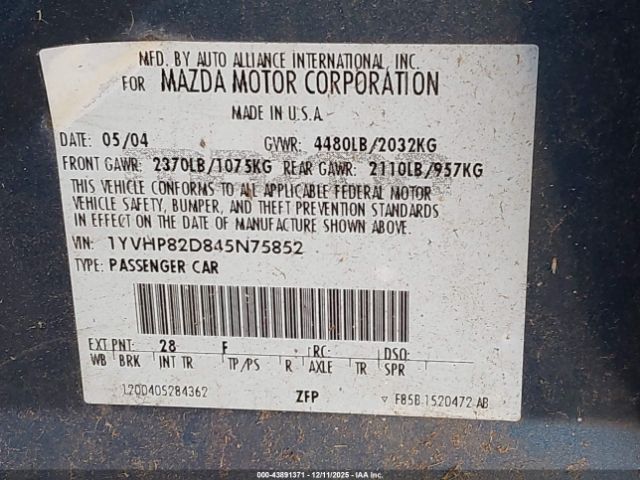 MFD. BY AUTO ALLIANCE INTERNATIONAL, INC.
FOR MAZDA MOTOR CORPORATION
MADE IN U.S.A.
DATE: 05/04 GVWR: 4480LB/2032KG
FRONT GAWR: 2370LB/1075KG REAR GAWR: 2110LB/957KG
THIS VEHICLE CONFORMS TO ALL APPLICABLE FEDERAL MOTOR
VEHICLE SAFETY, BUMPER, AND THEFT PREVENTION STANDARDS
IN EFFECT ON THE DATE OF MANUFACTURE SHOWN ABOVE.
VIN: 1YVHP82D845N75852
TYPE: PASSENGER CAR
EXT PNT: 28 F RC: DSO:
WB BRK INT TR TP/PS R AXLE TR SPR
1200405284362 ZFP ▽ F85B 1520472 AB
000-43891371 - 12/11/2025 - IAA Inc.